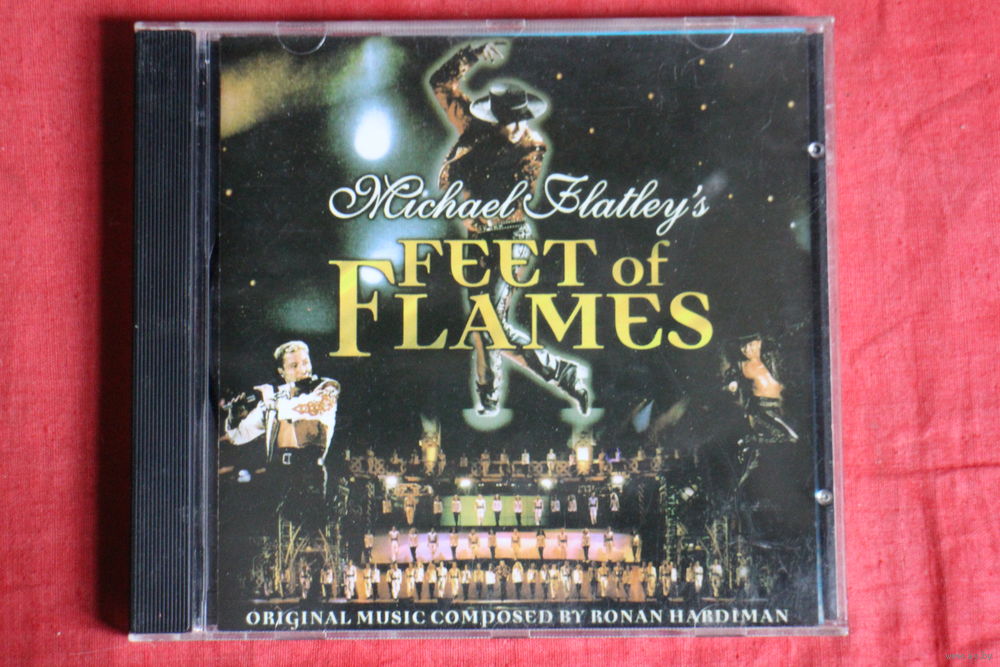 Michael Flatley's
FEET of
FLAMES
ORIGINAL MUSIC COMPOSED BY RONAN HARDIMAN